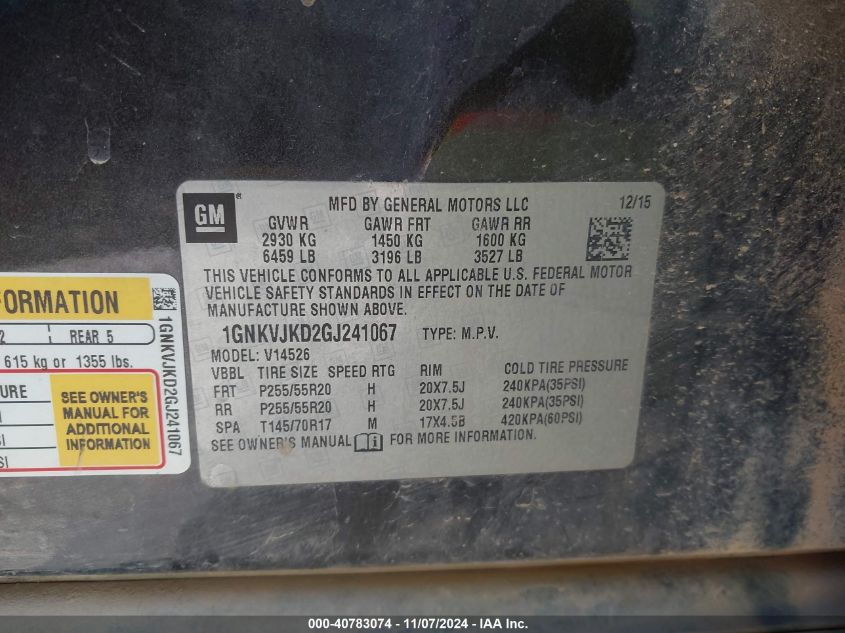 GM
MFD BY GENERAL MOTORS LLC 12/15
GVWR GAWR FRT GAWR RR
2930 KG 1450 KG 1600 KG
6459 LB 3196 LB 3527 LB
THIS VEHICLE CONFORMS TO ALL APPLICABLE U.S. FEDERAL MOTOR
VEHICLE SAFETY STANDARDS IN EFFECT ON THE DATE OF
MANUFACTURE SHOWN ABOVE.
1GNKVJKD2GJ241067 TYPE: M.P.V.
MODEL: V14526
VBBL TIRE SIZE SPEED RTG RIM COLD TIRE PRESSURE
FRT P255/55R20 H 20X7.5J 240KPA(35PSI)
RR P255/55R20 H 20X7.5J 240KPA(35PSI)
SPA T145/70R17 M 17X4.5B 420KPA(60PSI)
SEE OWNER'S MANUAL FOR MORE INFORMATION.
FORMATION
2 REAR 5
615 kg or 1355 lbs.
URE
SI
SI
SEE OWNER'S
MANUAL FOR
ADDITIONAL
INFORMATION
1GNKVJKD2GJ241067
000-40783074 - 11/07/2024 - IAA Inc.